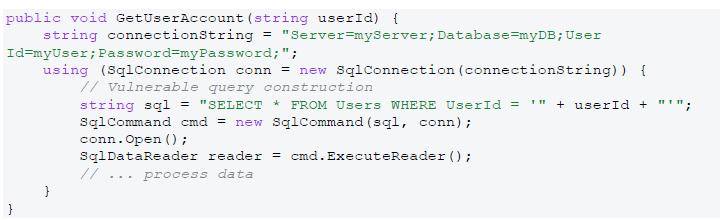 public void GetUserAccount(string userId) {
    string connectionString = "Server=myServer;Database=myDB;User
Id=myUser;Password=myPassword;";
    using (SqlConnection conn = new SqlConnection(connectionString)) {
        // Vulnerable query construction
        string sql = "SELECT * FROM Users WHERE UserId = '" + userId + "'";
        SqlCommand cmd = new SqlCommand(sql, conn);
        conn.Open();
        SqlDataReader reader = cmd.ExecuteReader();
        // ... process data
    }
}